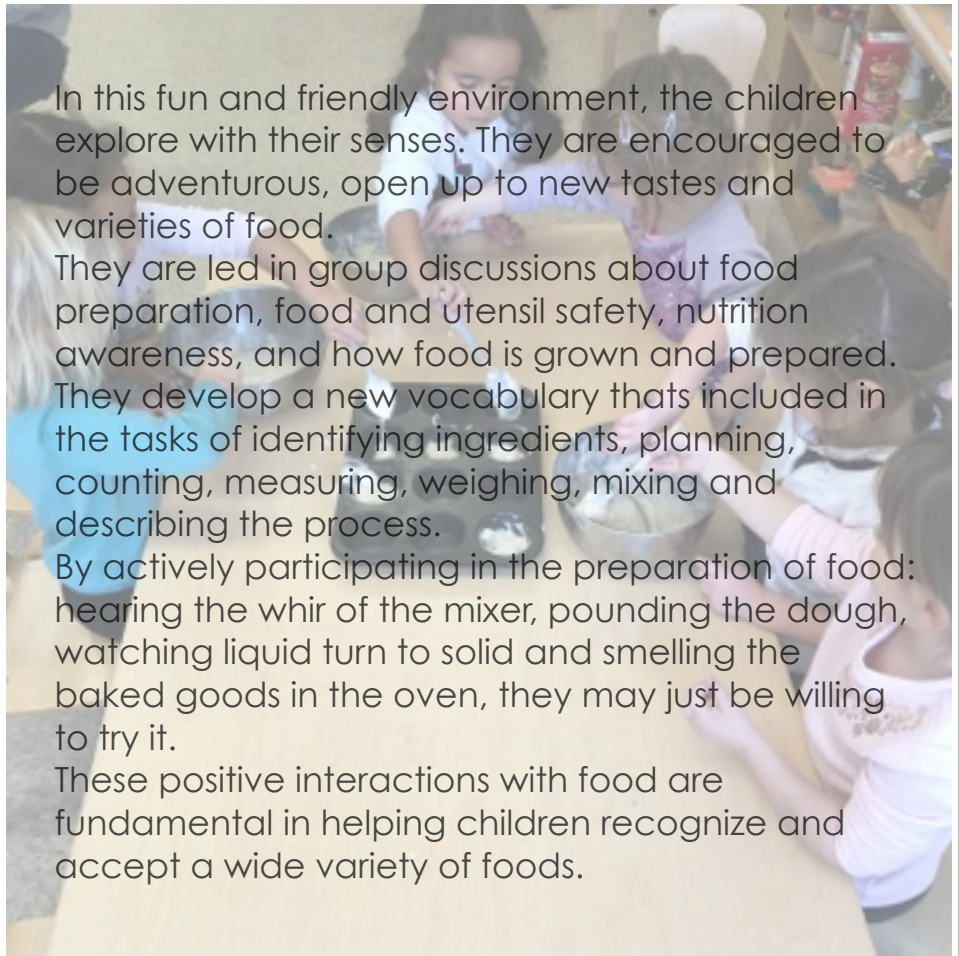 In this fun and friendly environment, the children
explore with their senses. They are encouraged to
be adventurous, open up to new tastes and
varieties of food.
They are led in group discussions about food
preparation, food and utensil safety, nutrition
awareness, and how food is grown and prepared.
They develop a new vocabulary thats included in
the tasks of identifying ingredients, planning,
counting, measuring, weighing, mixing and
describing the process.
By actively participating in the preparation of food:
hearing the whir of the mixer, pounding the dough,
watching liquid turn to solid and smelling the
baked goods in the oven, they may just be willing
to try it.
These positive interactions with food are
fundamental in helping children recognize and
accept a wide variety of foods.